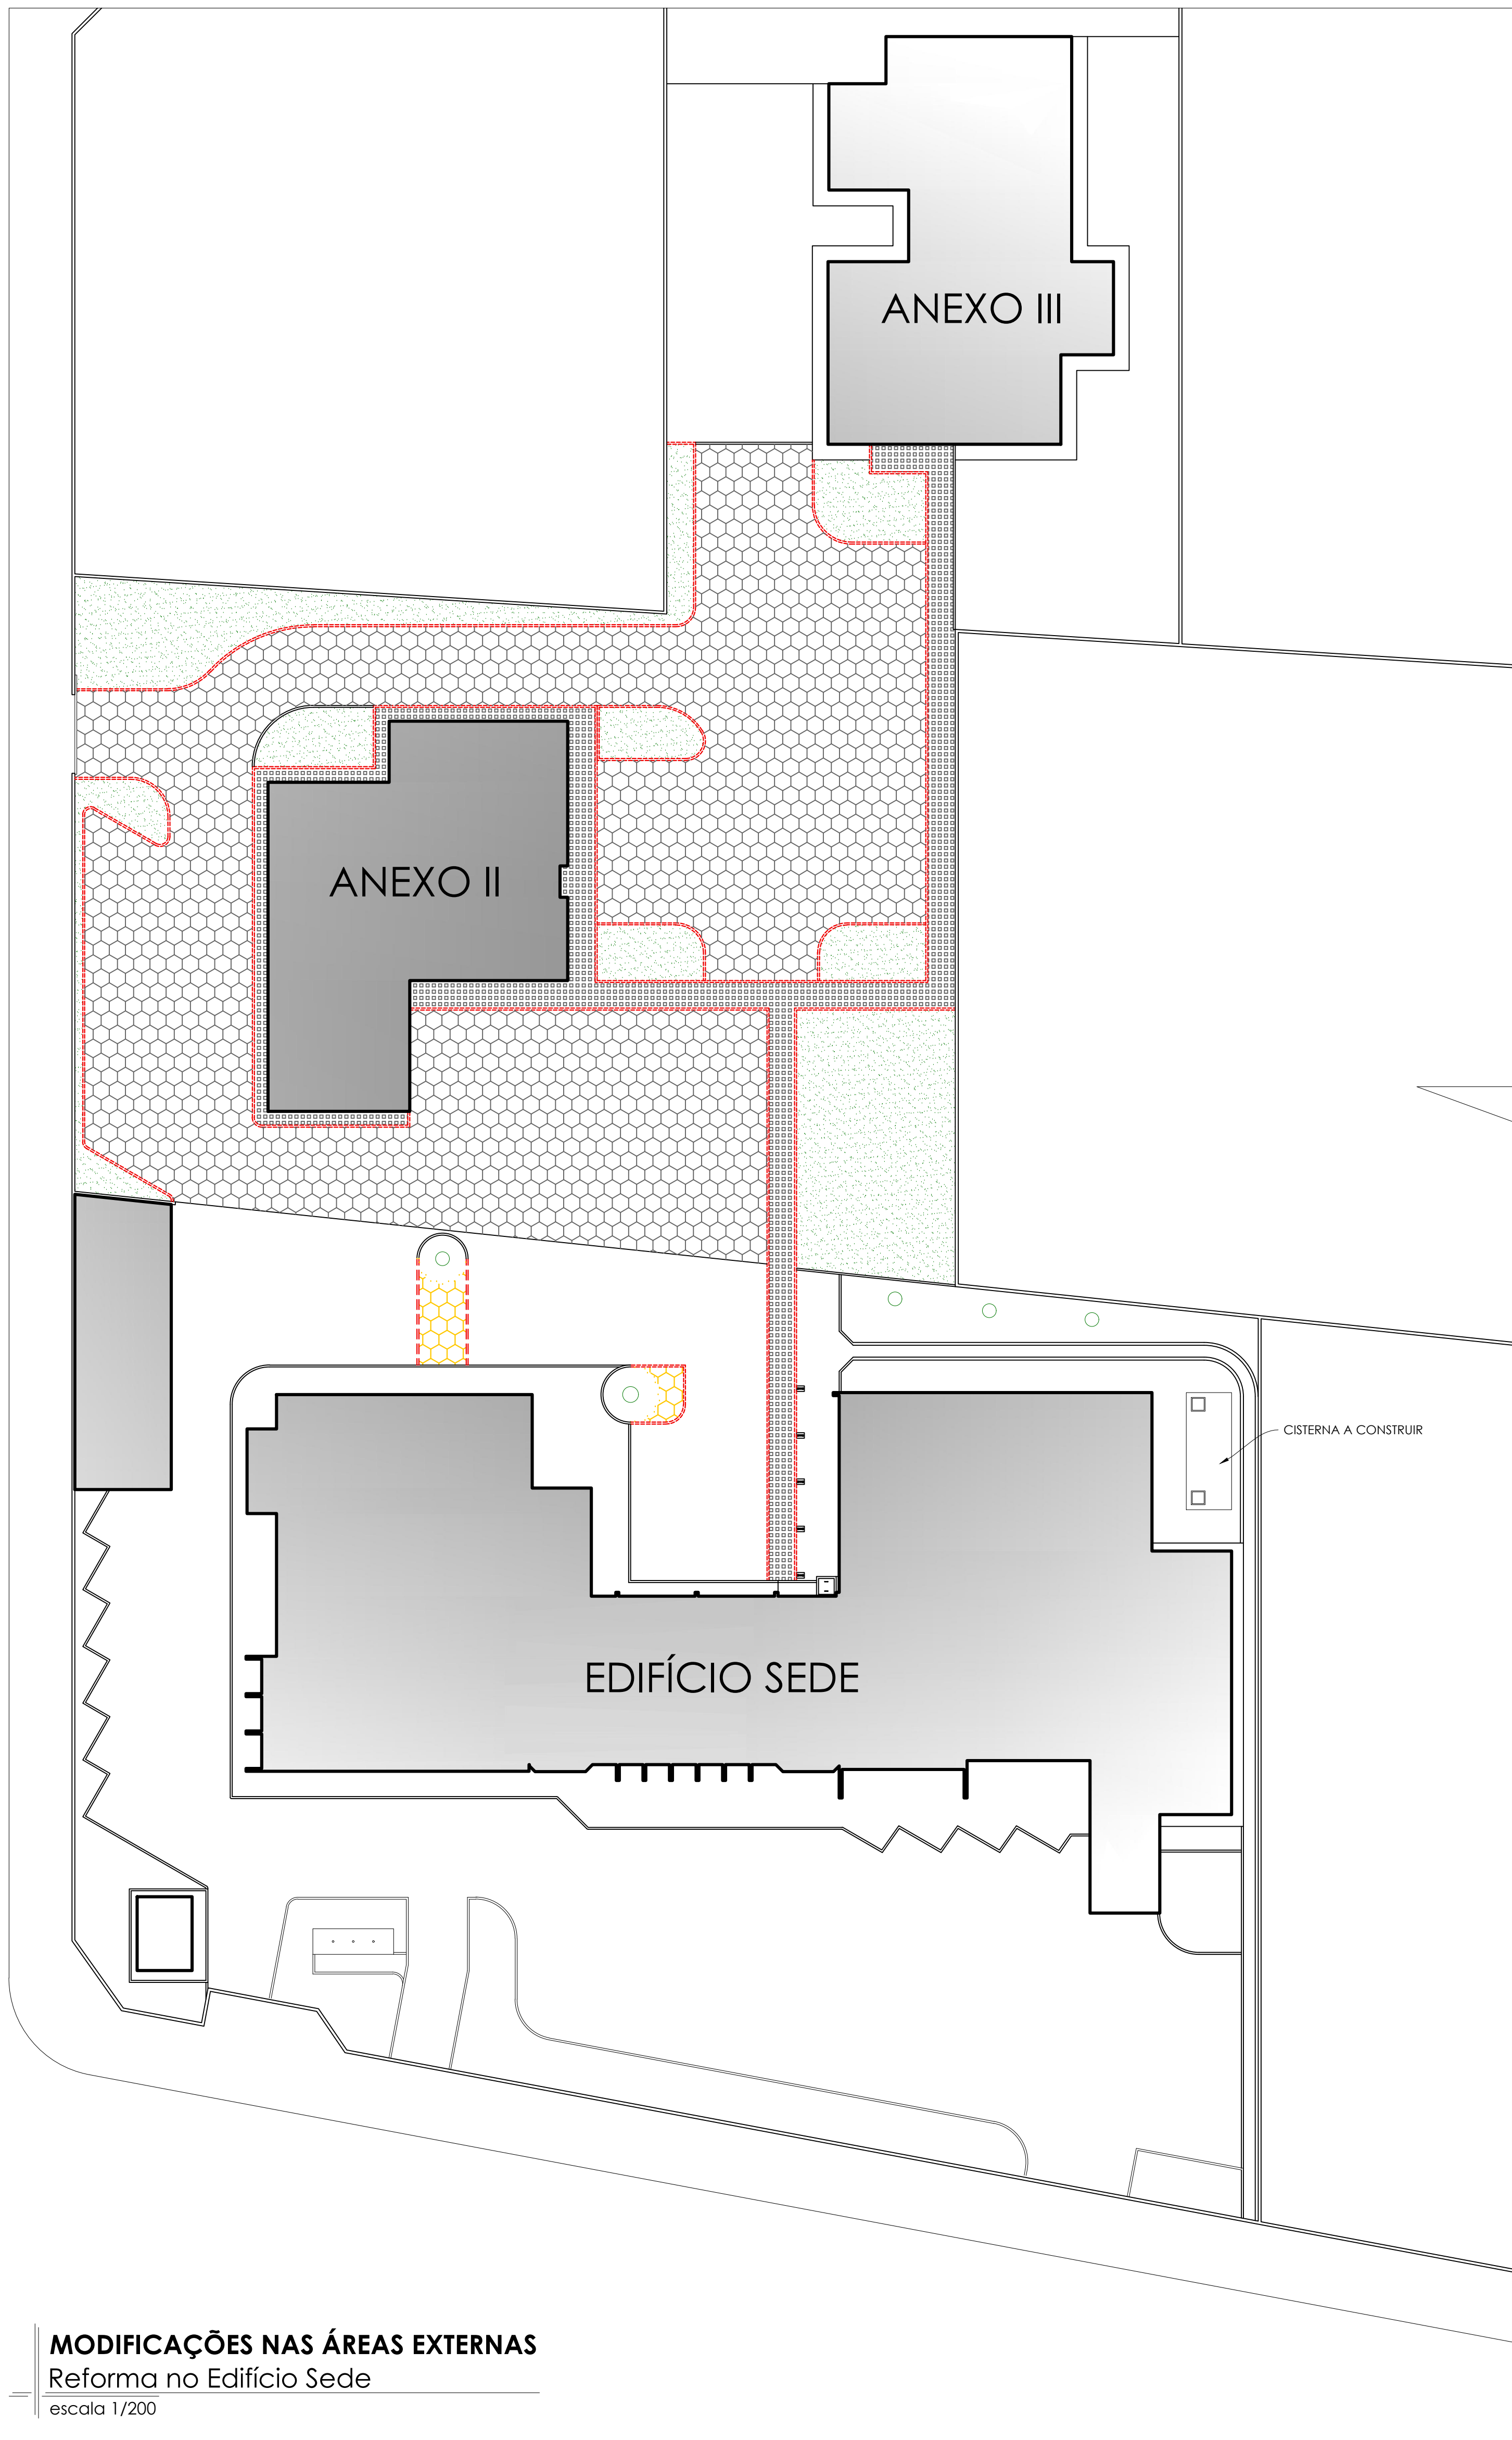 ANEXO III
ANEXO II
CISTERNA A CONSTRUIR
EDIFÍCIO SEDE
MODIFICAÇÕES NAS ÁREAS EXTERNAS
Reforma no Edifício Sede
escala 1/200